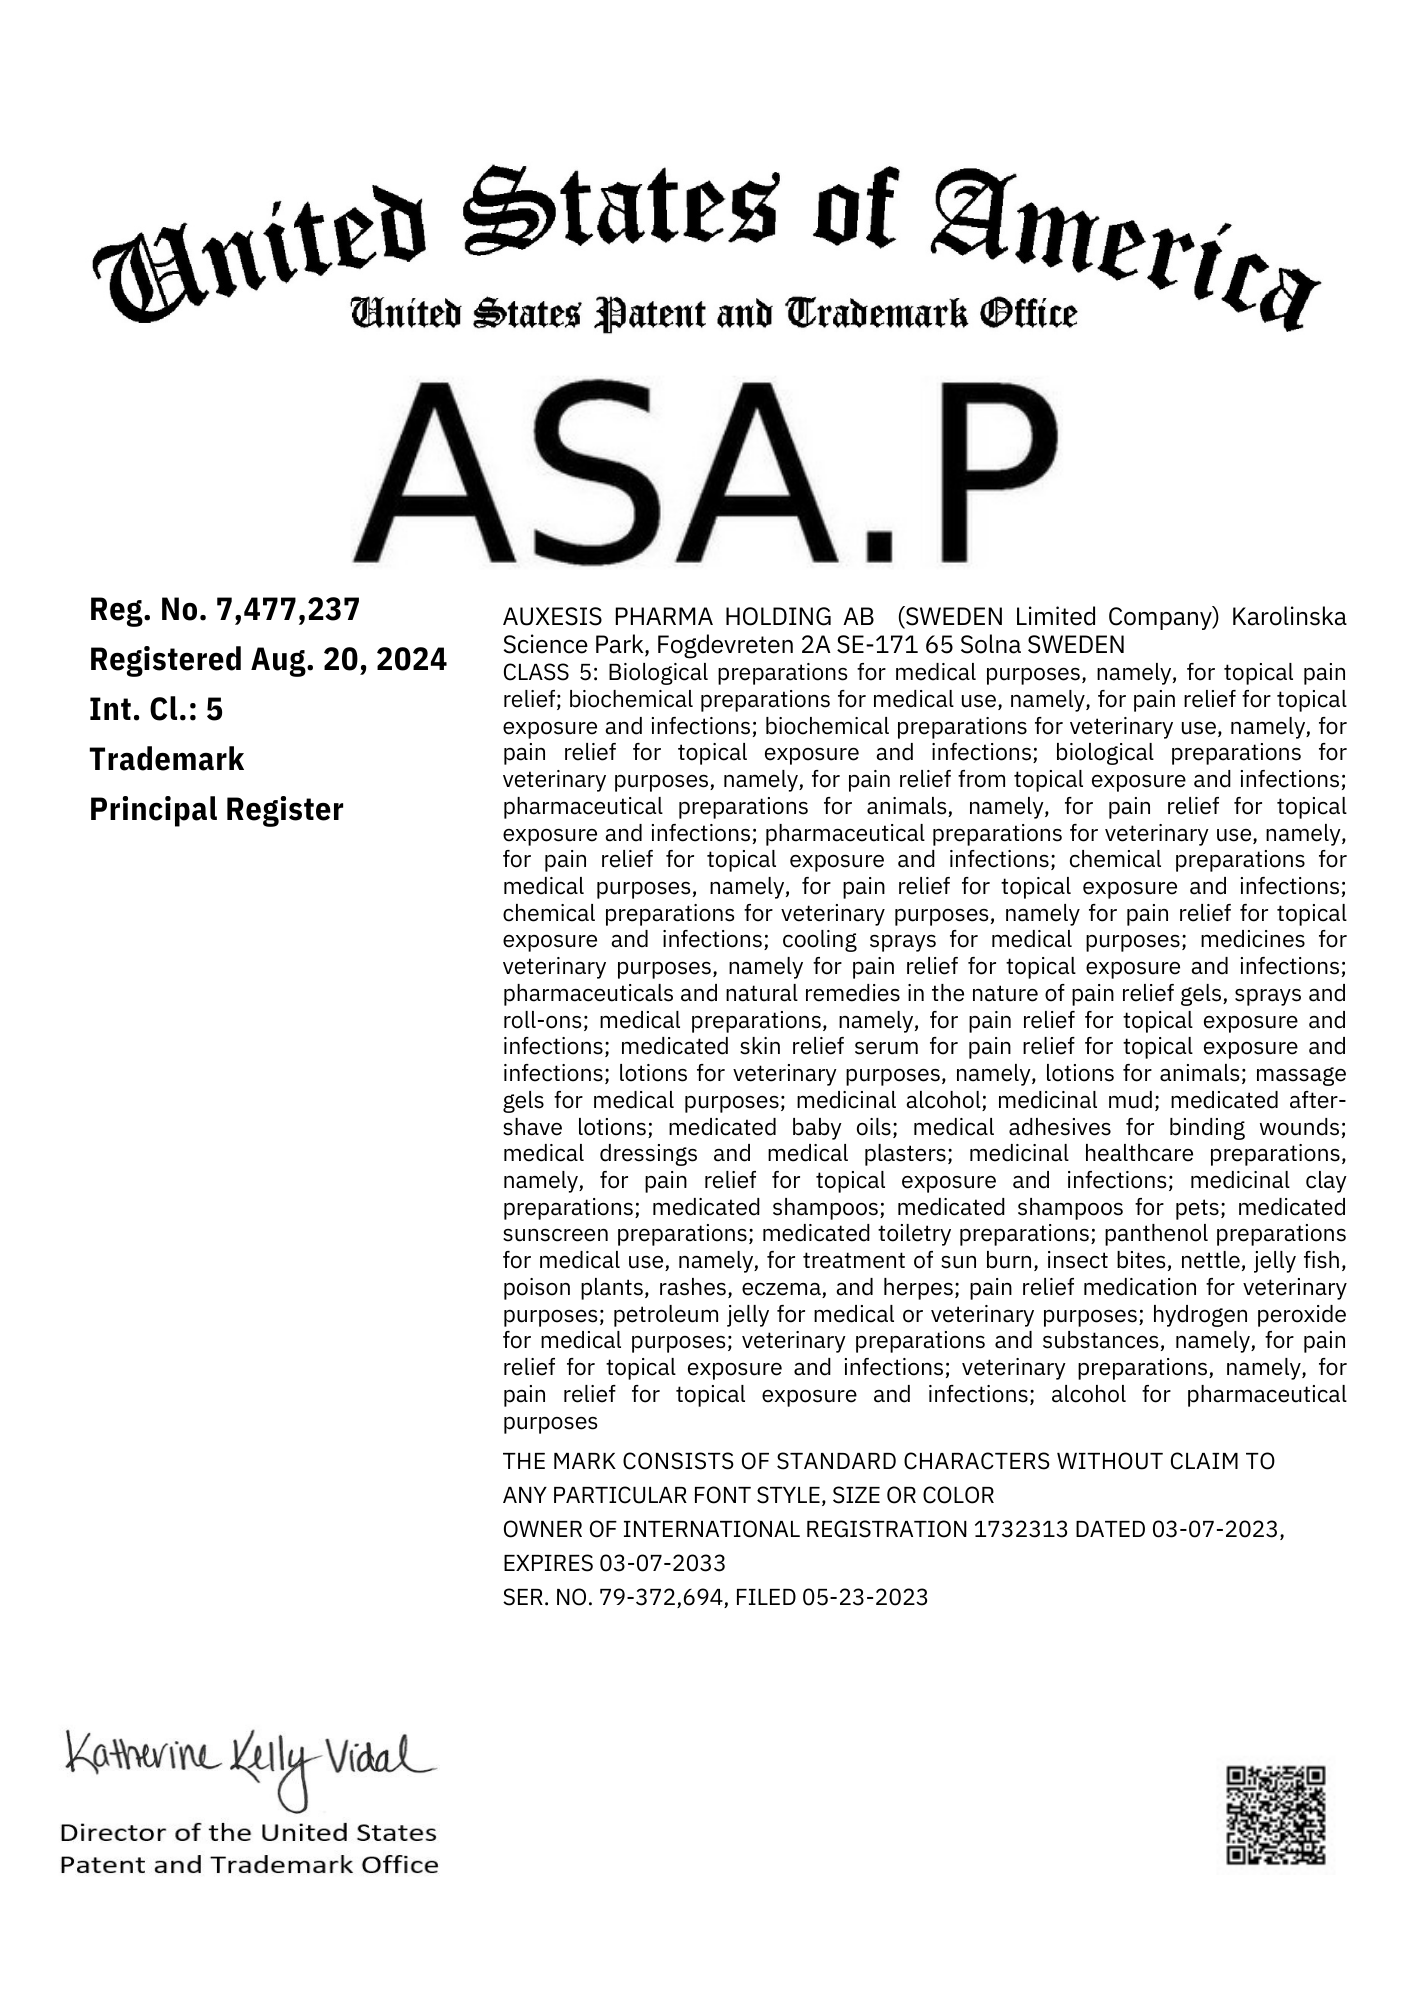 United States of America
United States Patent and Trademark Office
ASA.P
Reg. No. 7,477,237
Registered Aug. 20, 2024
Int. Cl.: 5
Trademark
Principal Register
AUXESIS PHARMA HOLDING AB (SWEDEN Limited Company) Karolinska
Science Park, Fogdevreten 2A SE-171 65 Solna SWEDEN
CLASS 5: Biological preparations for medical purposes, namely, for topical pain
relief; biochemical preparations for medical use, namely, for pain relief for topical
exposure and infections; biochemical preparations for veterinary use, namely, for
pain relief for topical exposure and infections; biological preparations for
veterinary purposes, namely, for pain relief from topical exposure and infections;
pharmaceutical preparations for animals, namely, for pain relief for topical
exposure and infections; pharmaceutical preparations for veterinary use, namely,
for pain relief for topical exposure and infections; chemical preparations for
medical purposes, namely, for pain relief for topical exposure and infections;
chemical preparations for veterinary purposes, namely for pain relief for topical
exposure and infections; cooling sprays for medical purposes; medicines for
veterinary purposes, namely for pain relief for topical exposure and infections;
pharmaceuticals and natural remedies in the nature of pain relief gels, sprays and
roll-ons; medical preparations, namely, for pain relief for topical exposure and
infections; medicated skin relief serum for pain relief for topical exposure and
infections; lotions for veterinary purposes, namely, lotions for animals; massage
gels for medical purposes; medicinal alcohol; medicinal mud; medicated after-
shave lotions; medicated baby oils; medical adhesives for binding wounds;
medical dressings and medical plasters; medicinal healthcare preparations,
namely, for pain relief for topical exposure and infections; medicinal clay
preparations; medicated shampoos; medicated shampoos for pets; medicated
sunscreen preparations; medicated toiletry preparations; panthenol preparations
for medical use, namely, for treatment of sun burn, insect bites, nettle, jelly fish,
poison plants, rashes, eczema, and herpes; pain relief medication for veterinary
purposes; petroleum jelly for medical or veterinary purposes; hydrogen peroxide
for medical purposes; veterinary preparations and substances, namely, for pain
relief for topical exposure and infections; veterinary preparations, namely, for
pain relief for topical exposure and infections; alcohol for pharmaceutical
purposes
THE MARK CONSISTS OF STANDARD CHARACTERS WITHOUT CLAIM TO
ANY PARTICULAR FONT STYLE, SIZE OR COLOR
OWNER OF INTERNATIONAL REGISTRATION 1732313 DATED 03-07-2023,
EXPIRES 03-07-2033
SER. NO. 79-372,694, FILED 05-23-2023
Katherine Kelly Vidal
Director of the United States
Patent and Trademark Office